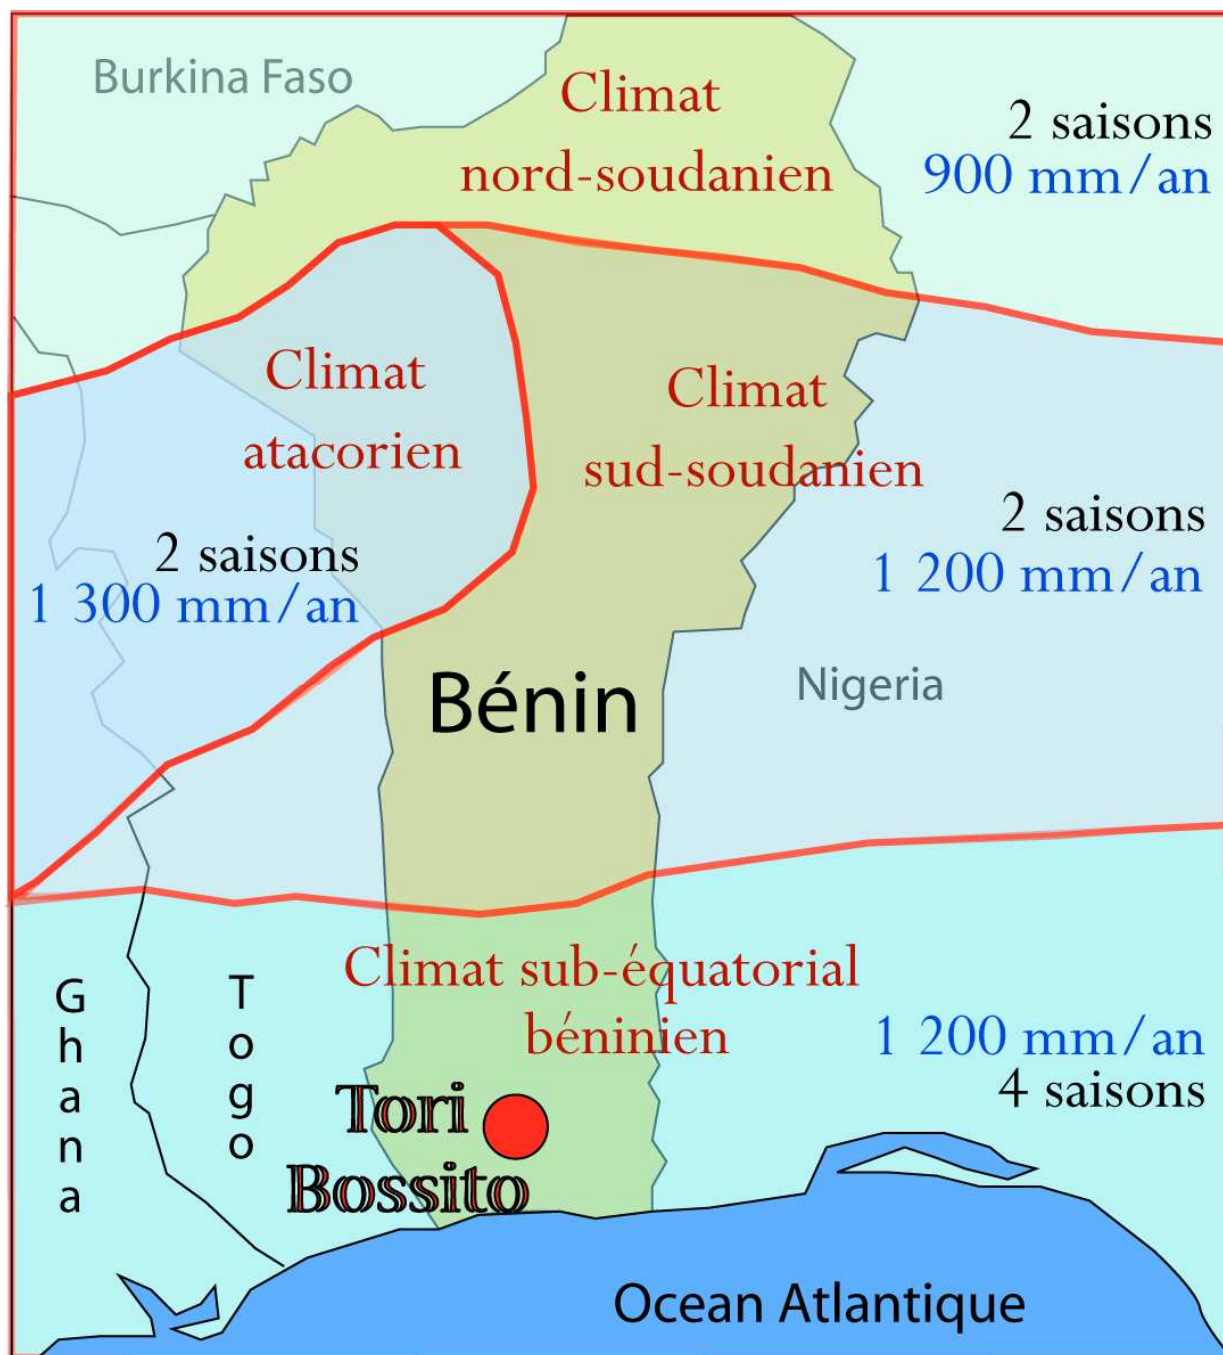 Burkina Faso
Climat
nord-soudanien
2 saisons
900 mm/an
Climat
atacorien
2 saisons
1 300 mm/an
Climat
sud-soudanien
2 saisons
1 200 mm/an
Bénin
Nigeria
Ghana
Togo
Climat sub-équatorial
béninien
1 200 mm/an
4 saisons
Tori
Bossito
Ocean Atlantique